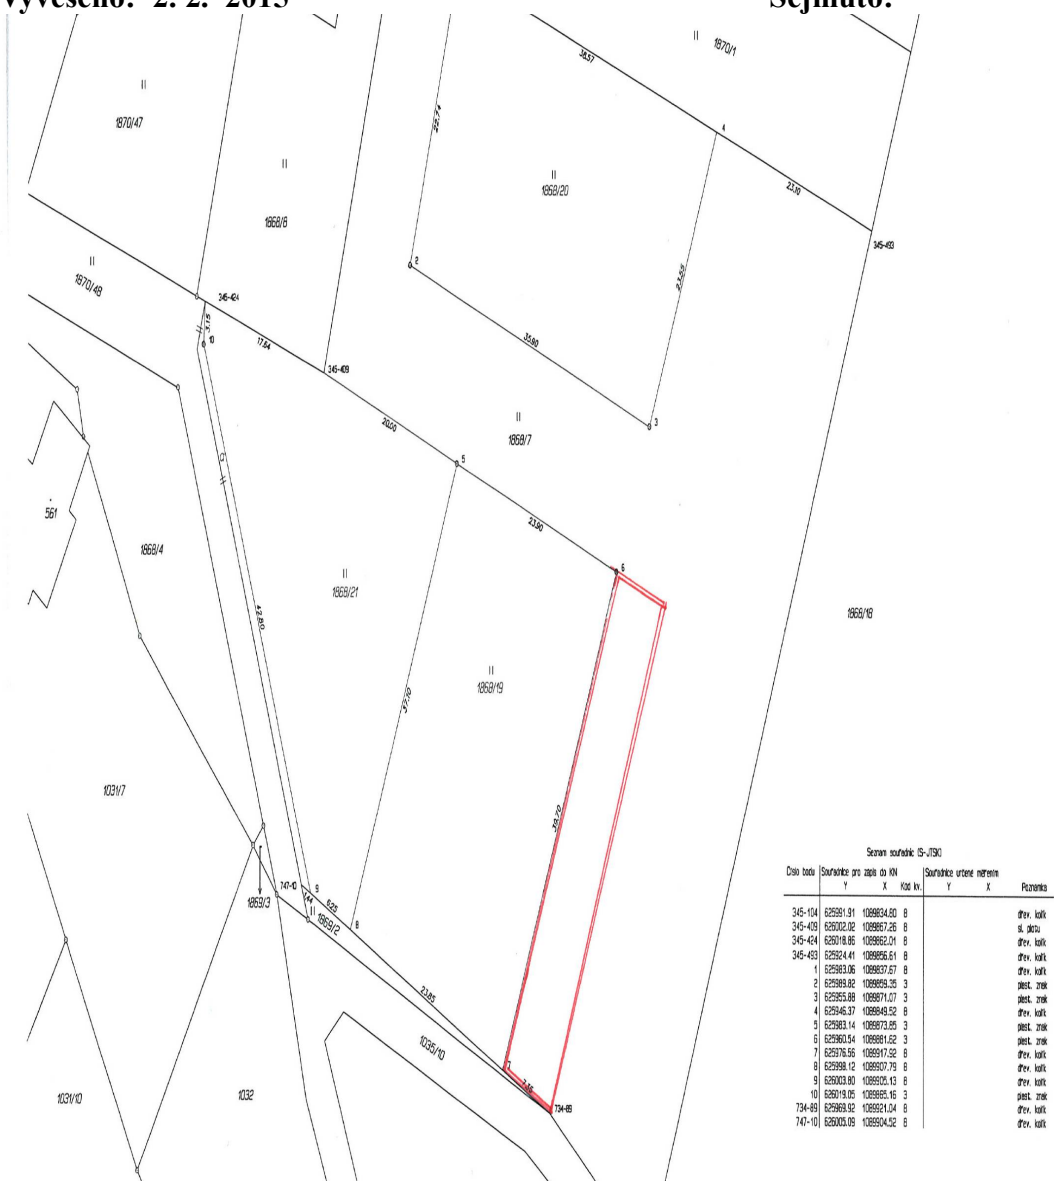 Vyvěšeno: 2. 2. 2015
Sejmuto:
38.57
II
1870/1
II
1870/47
22.74
4
II
1868/20
23.10
II
1868/8
345-493
II
1870/48
2
23.55
345-424
3.15
II
10
17.64
35.90
345-409
20.00
II
1868/7
3
5
II
561
23.90
1868/4
6
II
1868/21
42.80
1868/18
II
1868/19
37.10
1031/7
39.70
747-10
9
1.44
6.25
1869/3
II
1869/2
8
23.85
1035/10
7
7.35
734-89
1031/10
1032
Seznam souřadnic (S-JTSK)
Číslo bodu Souřadnice pro zápis do KN Souřadnice určené měřením
Y X Kód kv. Y X Poznámka
345-104 625991.91 1089834.80 8 dřev. kolík
345-409 626002.02 1089867.26 8 sl. plotu
345-424 626018.86 1089862.01 8 dřev. kolík
345-493 625924.41 1089856.61 8 dřev. kolík
1 625983.06 1089837.67 8 dřev. kolík
2 625989.82 1089859.35 3 plast. znak
3 625955.88 1089871.07 3 plast. znak
4 625946.37 1089849.52 8 dřev. kolík
5 625983.14 1089873.85 3 plast. znak
6 625960.54 1089881.62 3 plast. znak
7 625976.56 1089917.92 8 dřev. kolík
8 625998.12 1089907.79 8 dřev. kolík
9 626003.80 1089905.13 8 dřev. kolík
10 626019.05 1089865.16 3 plast. znak
734-89 625969.92 1089921.04 8 dřev. kolík
747-10 626005.09 1089904.52 8 dřev. kolík